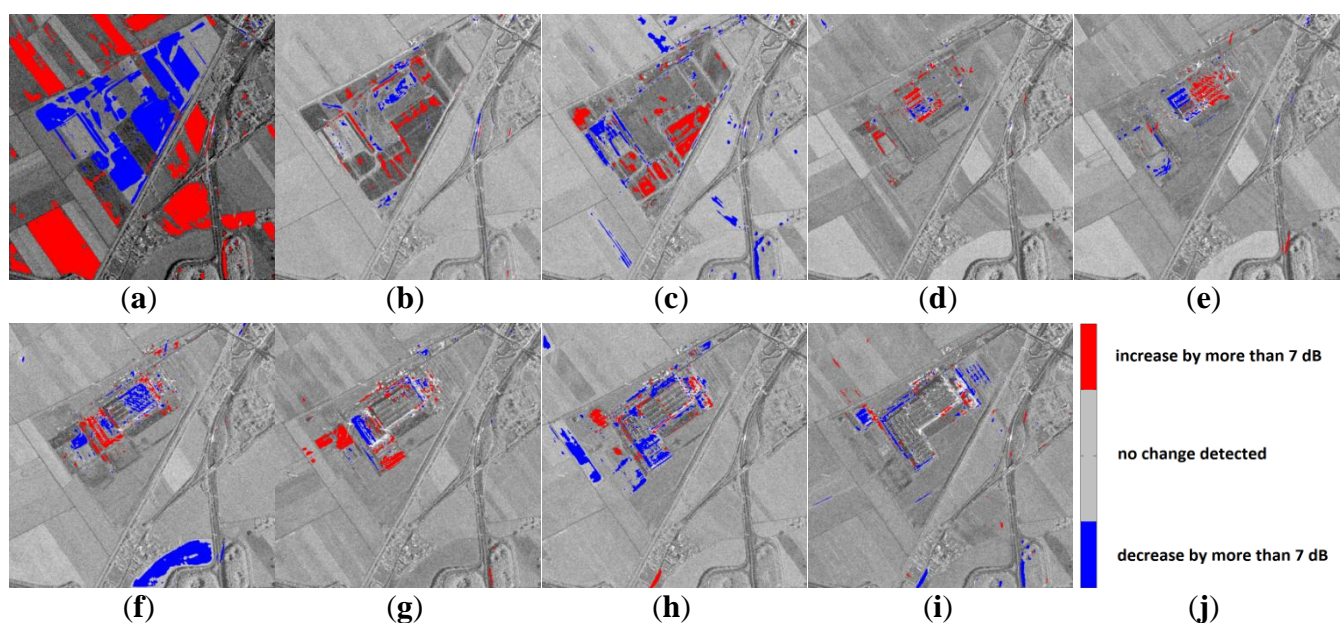 (a) (b) (c) (d) (e)
increase by more than 7 dB
no change detected
decrease by more than 7 dB
(f) (g) (h) (i) (j)